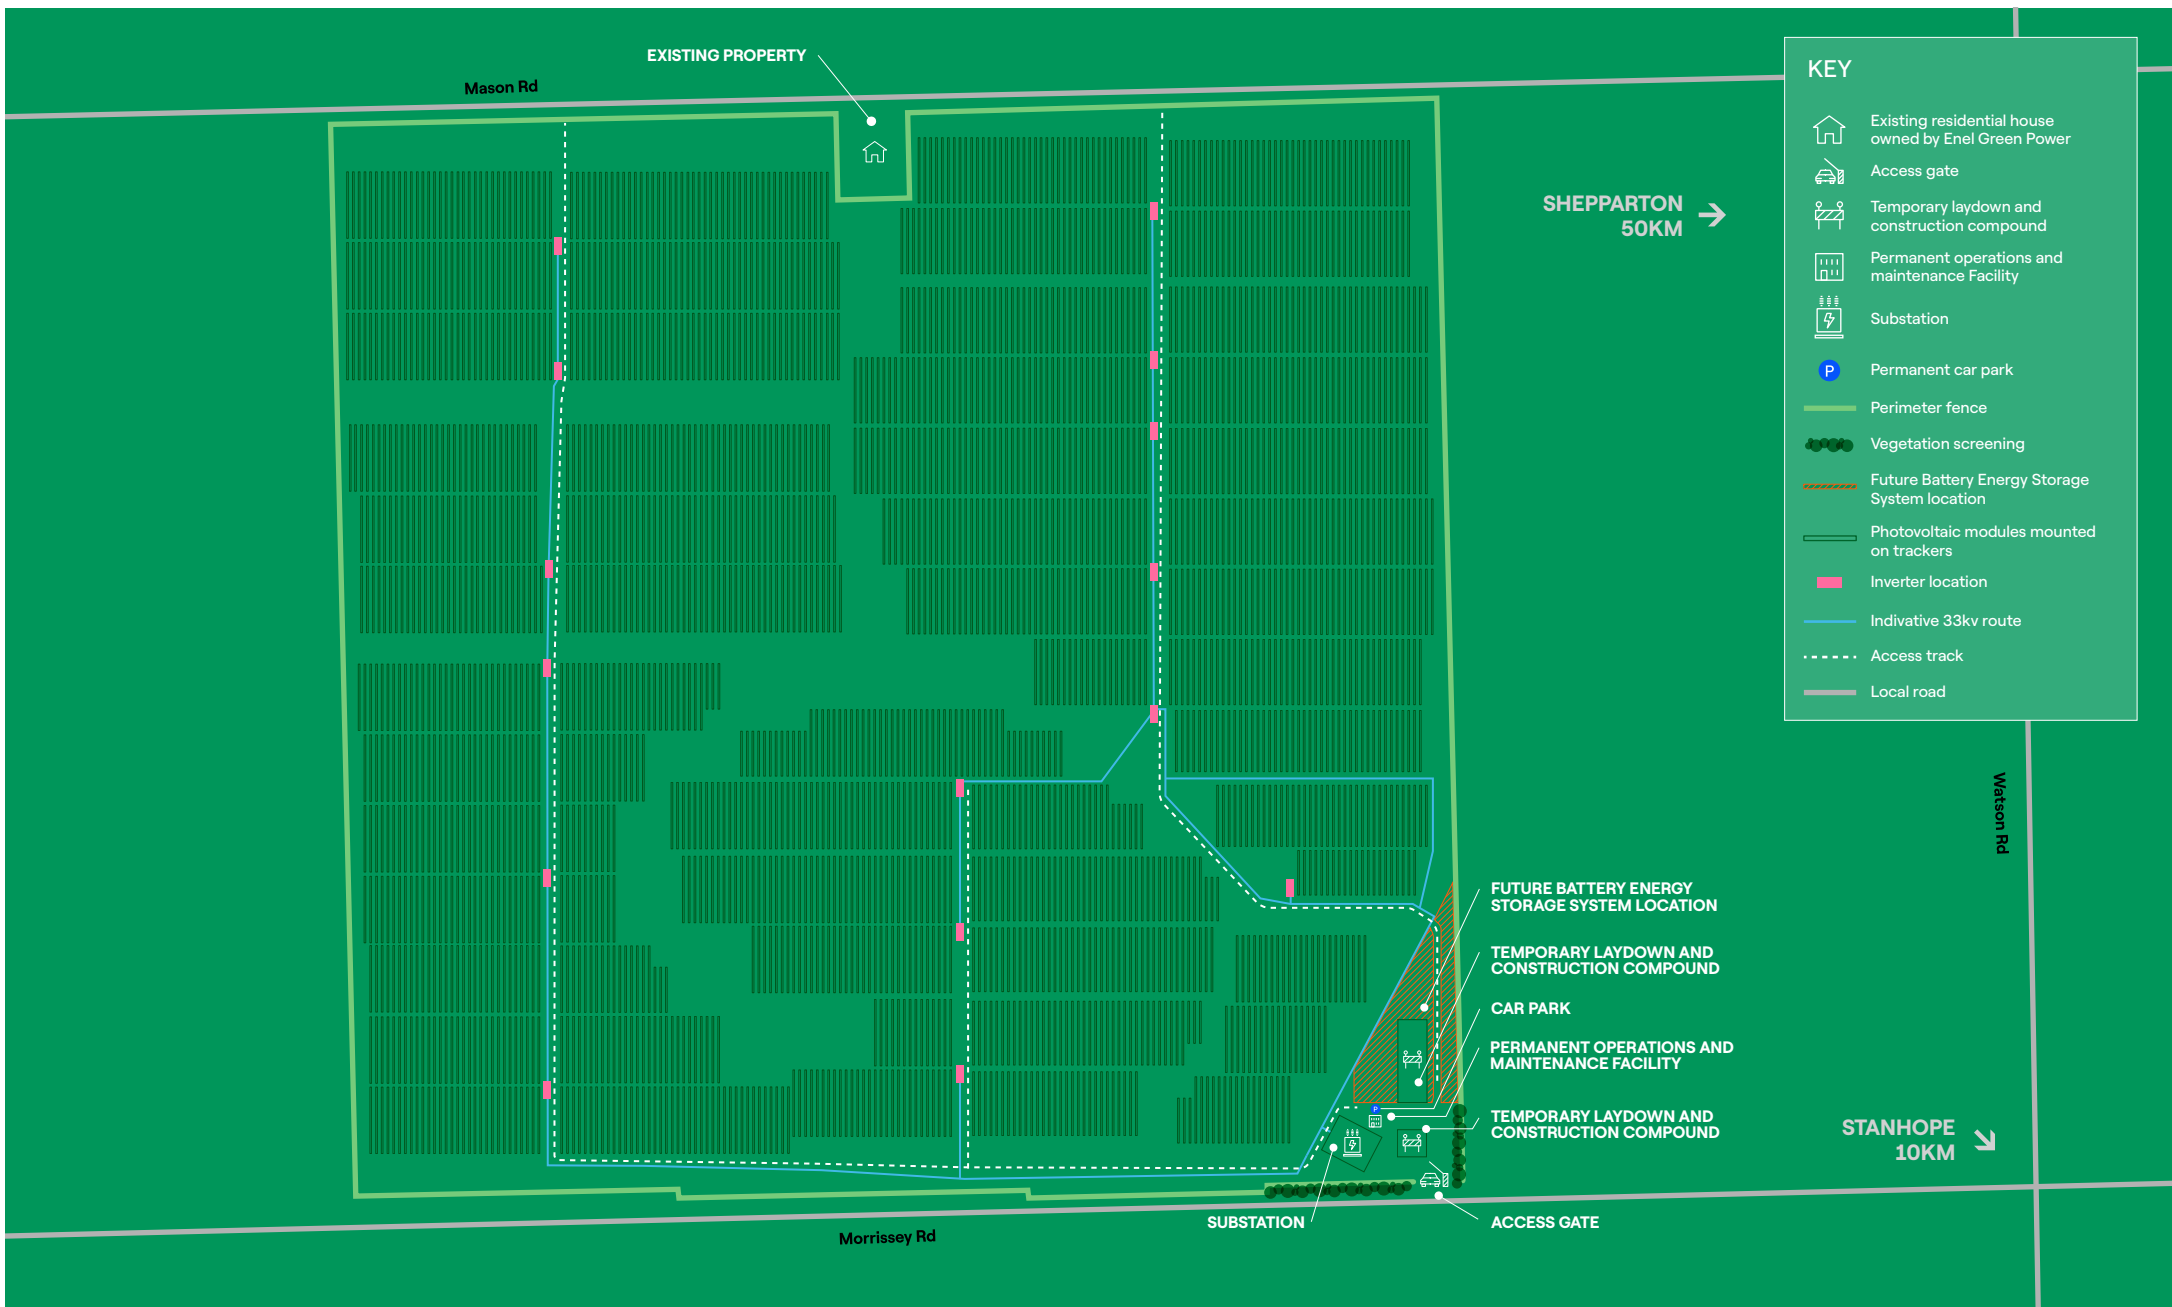 EXISTING PROPERTY
Mason Rd
SHEPPARTON
50KM
KEY
Existing residential house
owned by Enel Green Power
Access gate
Temporary laydown and
construction compound
Permanent operations and
maintenance Facility
Substation
P
Permanent car park
Perimeter fence
Vegetation screening
Future Battery Energy Storage
System location
Photovoltaic modules mounted
on trackers
Inverter location
Indivative 33kv route
Access track
Local road
Watson Rd
FUTURE BATTERY ENERGY
STORAGE SYSTEM LOCATION
TEMPORARY LAYDOWN AND
CONSTRUCTION COMPOUND
CAR PARK
PERMANENT OPERATIONS AND
MAINTENANCE FACILITY
P
TEMPORARY LAYDOWN AND
CONSTRUCTION COMPOUND
STANHOPE
10KM
SUBSTATION
ACCESS GATE
Morrissey Rd